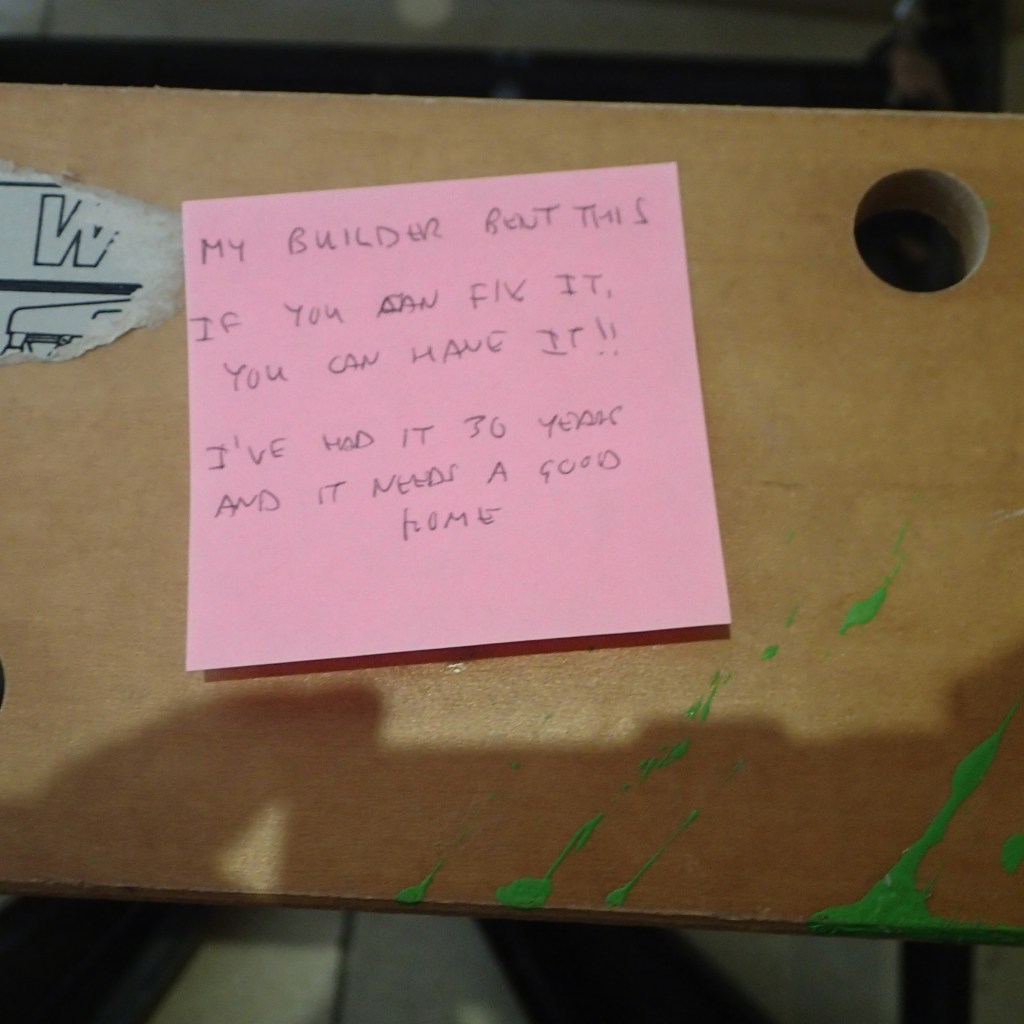 W
MY BUILDER BENT THIS
IF YOU CAN FIX IT,
YOU CAN HAVE IT!!
I'VE HAD IT 30 YEARS
AND IT NEEDS A GOOD
HOME